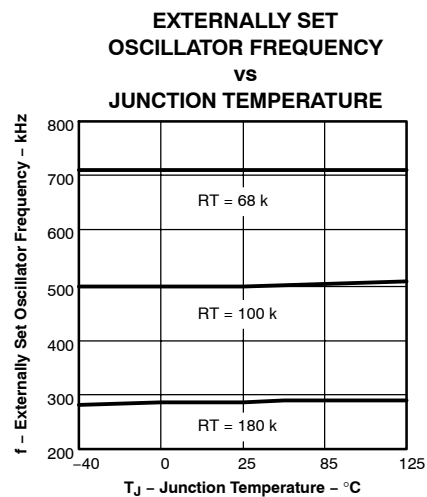 EXTERNALLY SET
OSCILLATOR FREQUENCY
vs
JUNCTION TEMPERATURE
f – Externally Set Oscillator Frequency – kHz
800
700
600
500
400
300
200
RT = 68 k
RT = 100 k
RT = 180 k
–40 0 25 85 125
TJ – Junction Temperature – °C